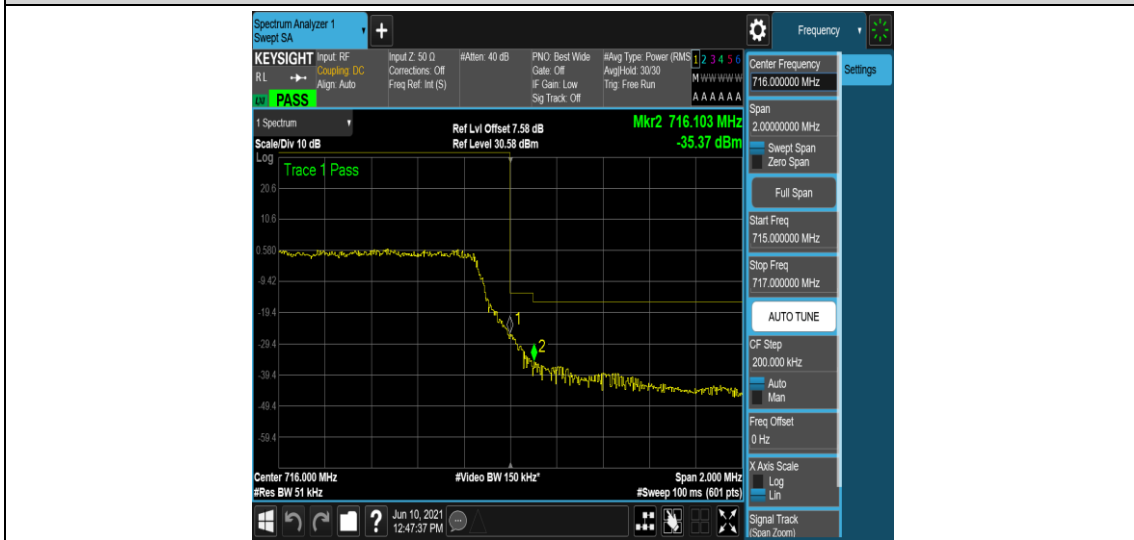 Spectrum Analyzer 1
Swept SA
Frequency
KEYSIGHT
RL
PASS
Input: RF
Coupling: DC
Align: Auto
Input Z: 50 Ω
Corrections: Off
Freq Ref: Int (S)
#Atten: 40 dB
PNO: Best Wide
Gate: Off
IF Gain: Low
Sig Track: Off
#Avg Type: Power (RMS
Avg|Hold: 30/30
Trig: Free Run
1 2 3 4 5 6
M W W W W W
A A A A A A
1 Spectrum
Scale/Div 10 dB
Ref Lvl Offset 7.58 dB
Ref Level 30.58 dBm
Mkr2 716.103 MHz
-35.37 dBm
Log
Trace 1 Pass
20.6
10.6
0.580
-9.42
-19.4
-29.4
-39.4
-49.4
-59.4
1
2
Center 716.000 MHz
#Res BW 51 kHz
#Video BW 150 kHz*
Span 2.000 MHz
#Sweep 100 ms (601 pts)
Jun 10, 2021
12:47:37 PM
Center Frequency
716.000000 MHz
Settings
Span
2.00000000 MHz
Swept Span
Zero Span
Full Span
Start Freq
715.000000 MHz
Stop Freq
717.000000 MHz
AUTO TUNE
CF Step
200.000 kHz
Auto
Man
Freq Offset
0 Hz
X Axis Scale
Log
Lin
Signal Track
(Span Zoom)